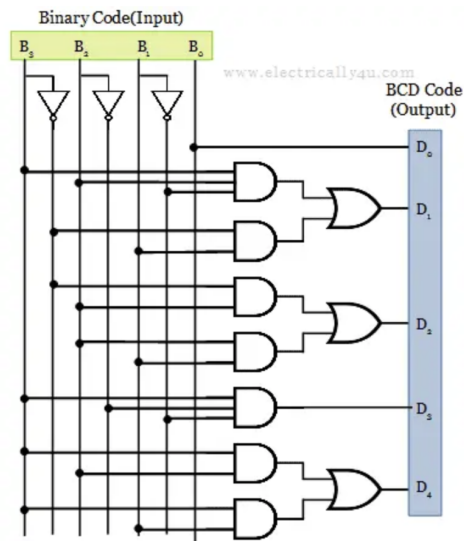 Binary Code(Input)
B₃ B₂ B₁ B₀
www.electrically4u.com
BCD Code
(Output)
D₀
D₁
D₂
D₃
D₄